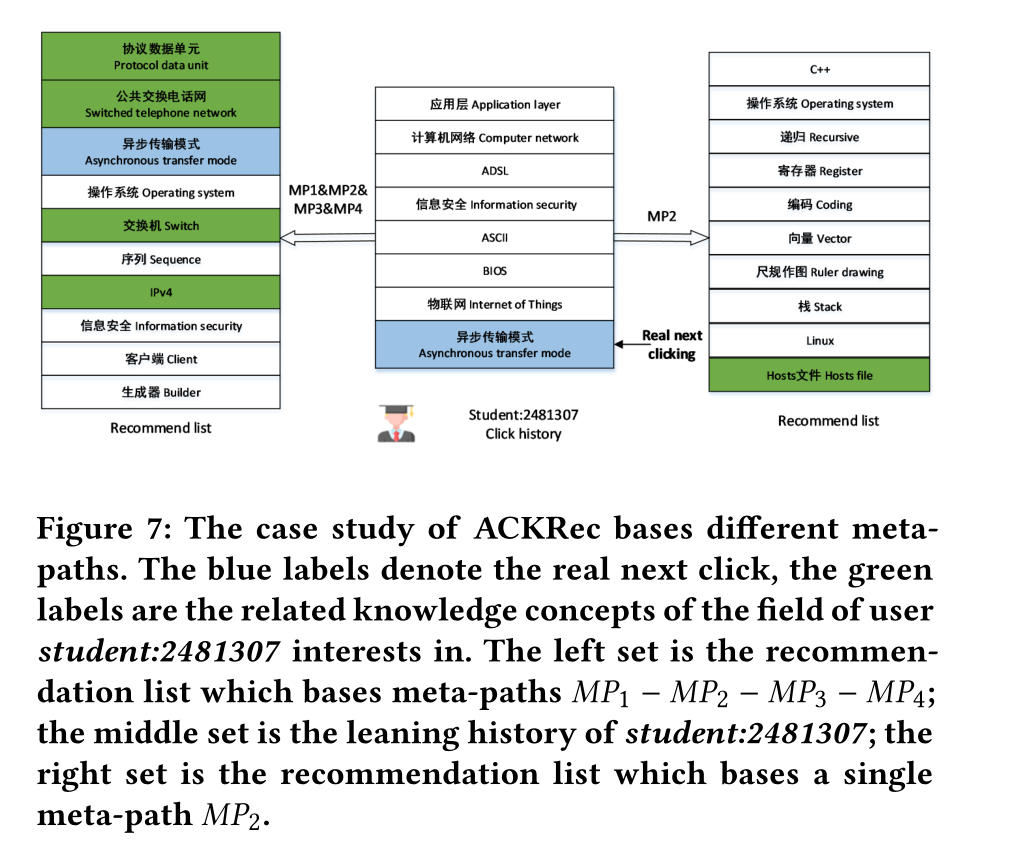 协议数据单元
Protocol data unit
公共交换电话网
Switched telephone network
异步传输模式
Asynchronous transfer mode
操作系统 Operating system
交换机 Switch
序列 Sequence
IPv4
信息安全 Information security
客户端 Client
生成器 Builder
Recommend list
MP1&MP2&
MP3&MP4
应用层 Application layer
计算机网络 Computer network
ADSL
信息安全 Information security
ASCII
BIOS
物联网 Internet of Things
异步传输模式
Asynchronous transfer mode
Student:2481307
Click history
MP2
Real next
clicking
C++
操作系统 Operating system
递归 Recursive
寄存器 Register
编码 Coding
向量 Vector
尺规作图 Ruler drawing
栈 Stack
Linux
Hosts文件 Hosts file
Recommend list
Figure 7: The case study of ACKRec bases different meta-
paths. The blue labels denote the real next click, the green
labels are the related knowledge concepts of the field of user
student:2481307 interests in. The left set is the recommen-
dation list which bases meta-paths MP₁ − MP₂ − MP₃ − MP₄;
the middle set is the leaning history of student:2481307; the
right set is the recommendation list which bases a single
meta-path MP₂.